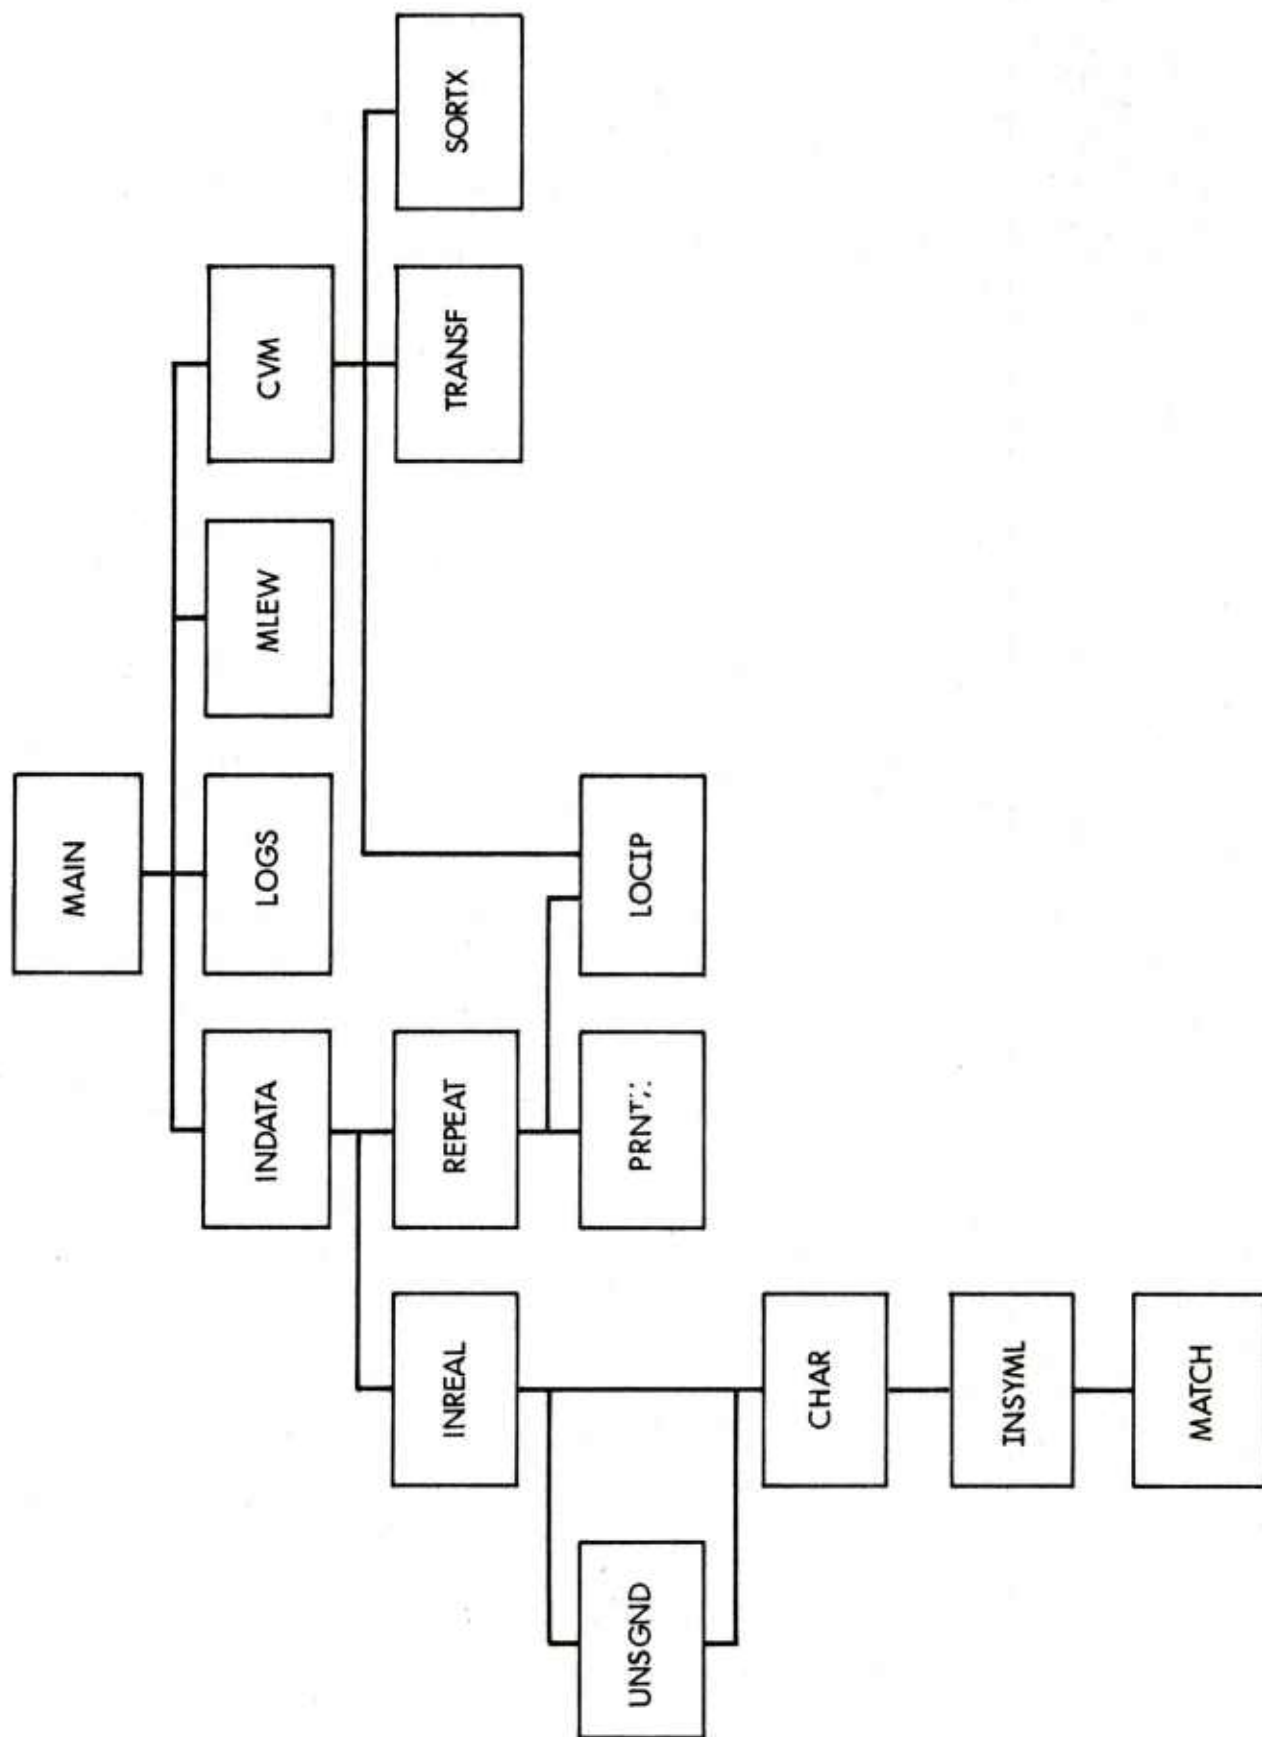 MAIN
INDATA
LOGS
MLEW
CVM
INREAL
REPEAT
TRANSF
SORTX
UNSGND
LOCIP
CHAR
INSYML
MATCH